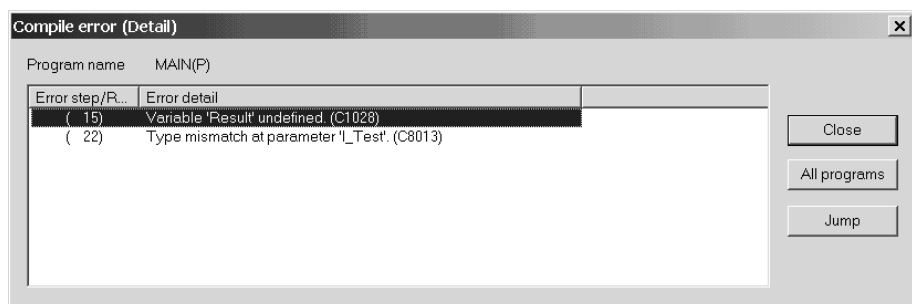 Compile error (Detail)
Program name MAIN(P)
Error step/R... Error detail
( 15) Variable 'Result' undefined. (C1028)
( 22) Type mismatch at parameter 'I_Test'. (C8013)
Close
All programs
Jump